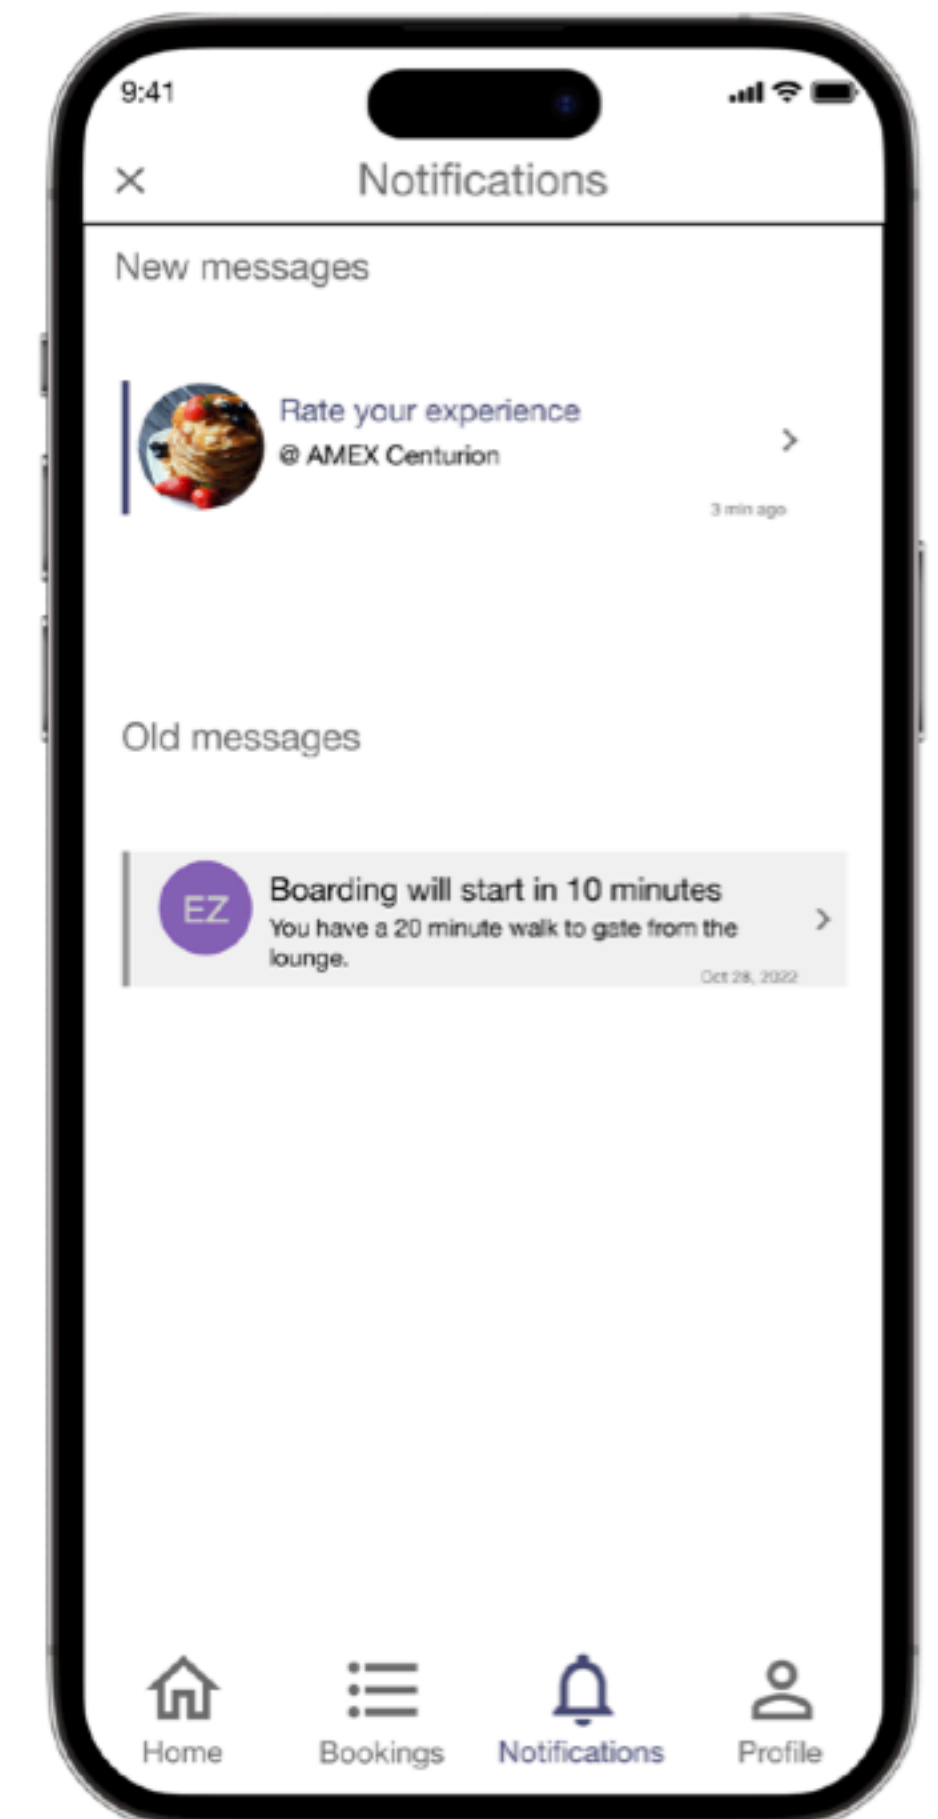 9:41
Notifications
New messages
Rate your experience
@ AMEX Centurion
3 min ago
Old messages
EZ
Boarding will start in 10 minutes
You have a 20 minute walk to gate from the
lounge.
Oct 28, 2022
Home
Bookings
Notifications
Profile